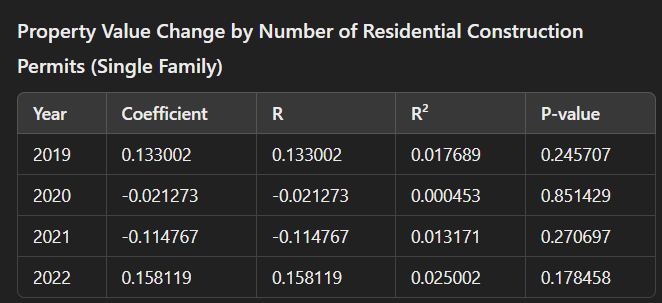 Property Value Change by Number of Residential Construction
Permits (Single Family)
Year Coefficient R R² P-value
2019 0.133002 0.133002 0.017689 0.245707
2020 -0.021273 -0.021273 0.000453 0.851429
2021 -0.114767 -0.114767 0.013171 0.270697
2022 0.158119 0.158119 0.025002 0.178458